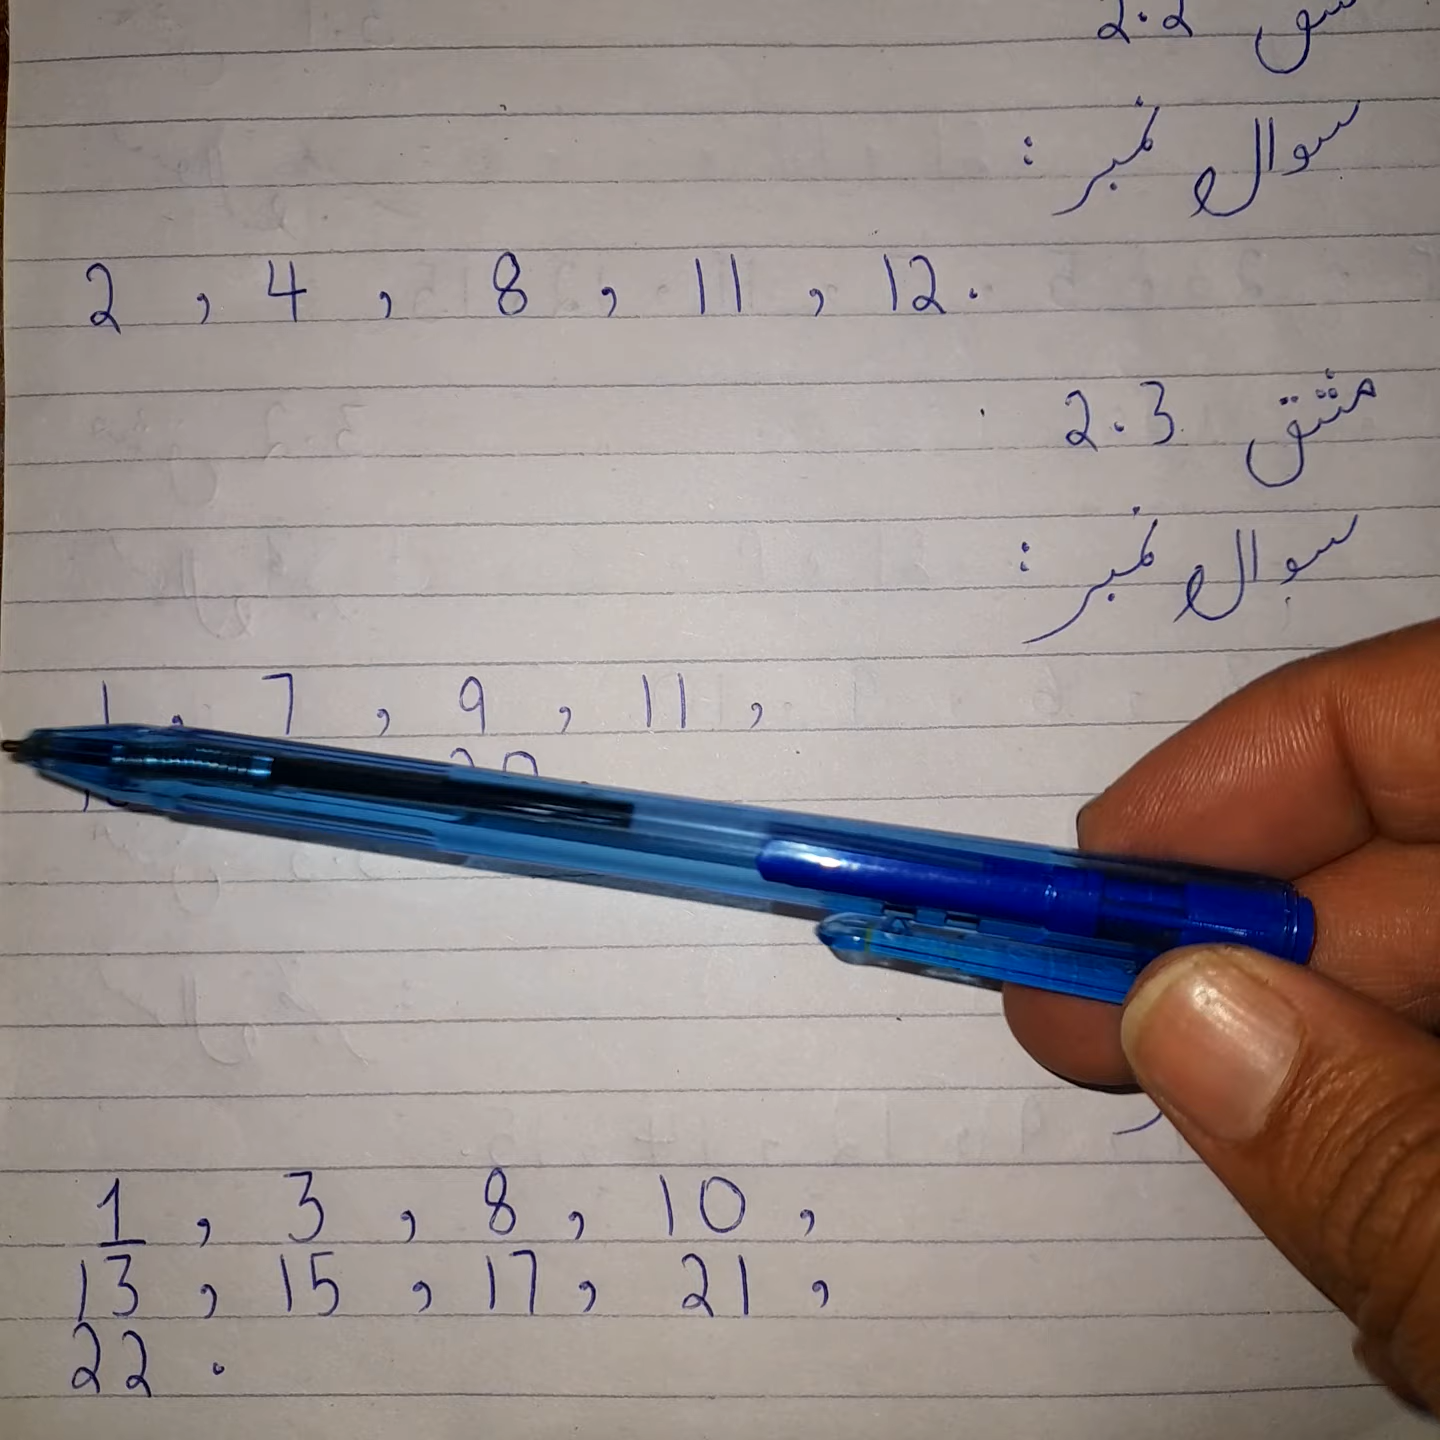 2.2
سوال نمبر :
2 , 4 , 8 , 11 , 12 .
مشق 2.3
سوال نمبر :
1 , 7 , 9 , 11 ,
1 , 3 , 8 , 10 ,
13 , 15 , 17 , 21 ,
22 .